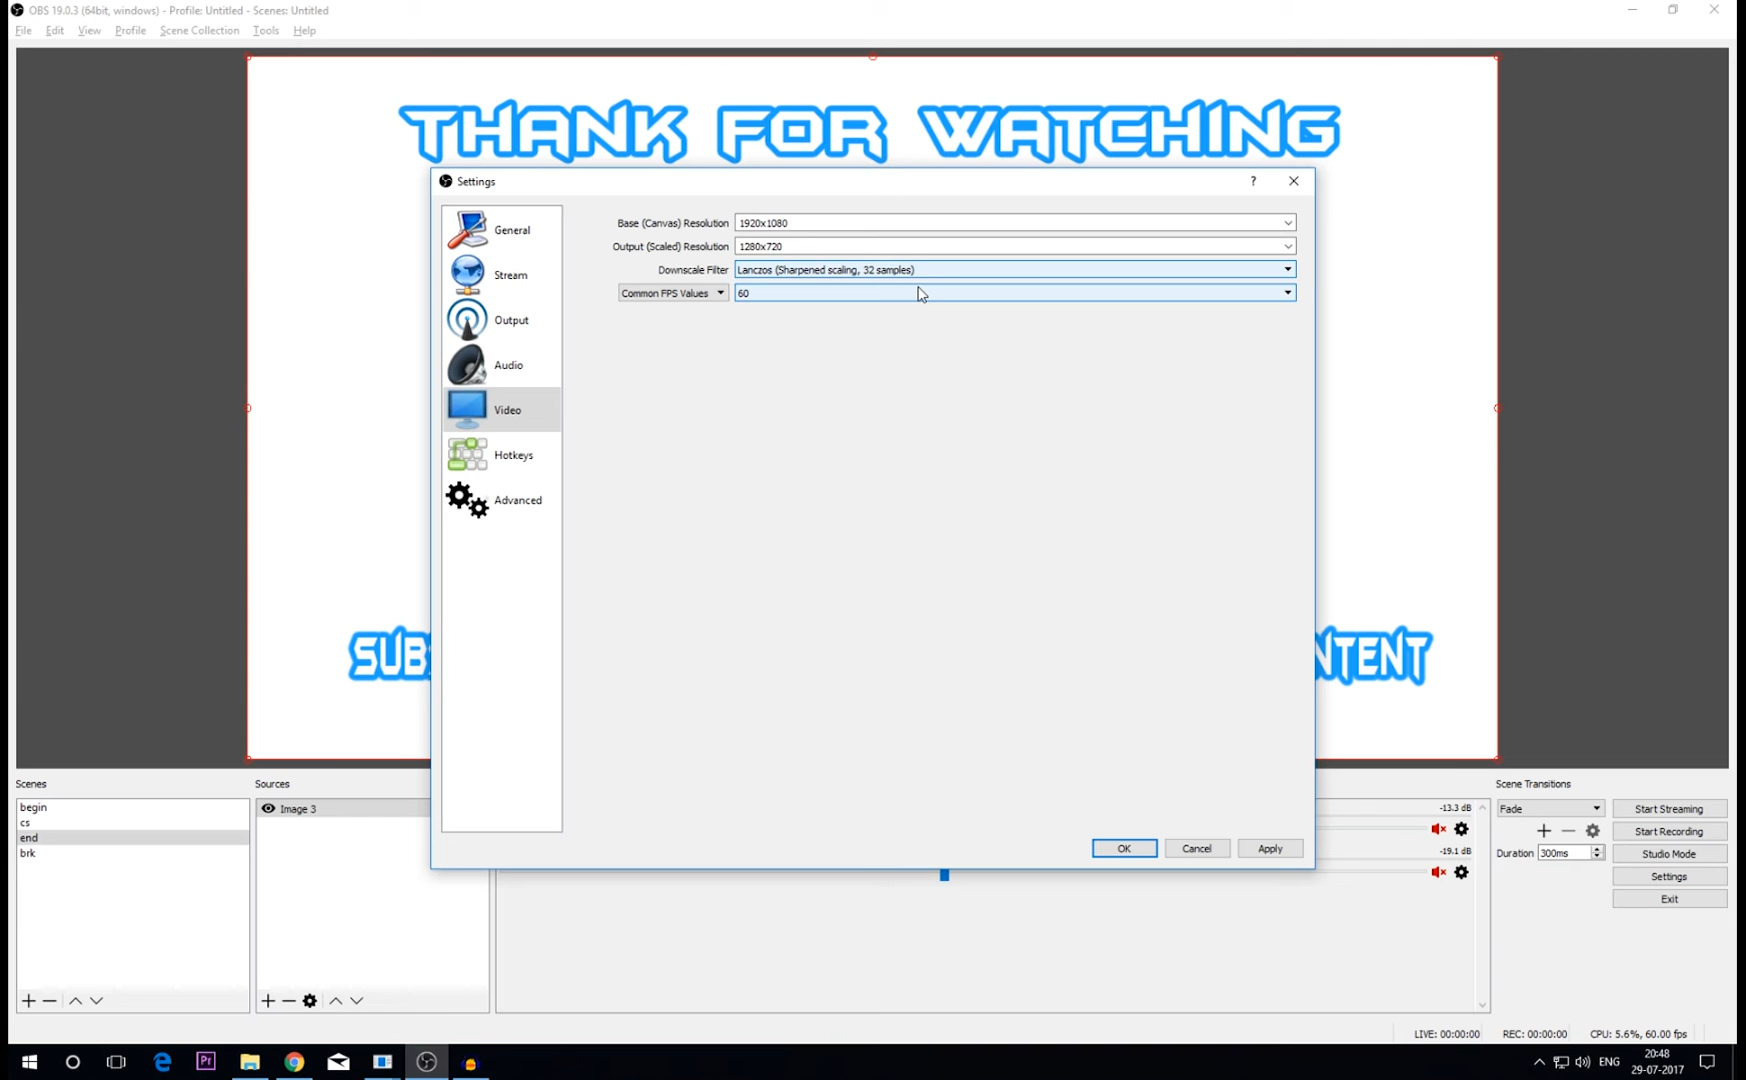 OBS 19.0.3 (64bit, windows) - Profile: Untitled - Scenes: Untitled
File Edit View Profile Scene Collection Tools Help
THANK FOR WATCHING
Settings
?
General
Stream
Output
Audio
Video
Hotkeys
Advanced
Base (Canvas) Resolution 1920x1080
Output (Scaled) Resolution 1280x720
Downscale Filter Lanczos (Sharpened scaling, 32 samples)
Common FPS Values 60
SUB
NTENT
OK Cancel Apply
Scenes
begin
cs
end
brk
Sources
Image 3
-13.3 dB
-19.1 dB
Scene Transitions
Fade
Duration 300ms
Start Streaming
Start Recording
Studio Mode
Settings
Exit
LIVE: 00:00:00 REC: 00:00:00 CPU: 5.6%, 60.00 fps
Pr
ENG
20:48
29-07-2017